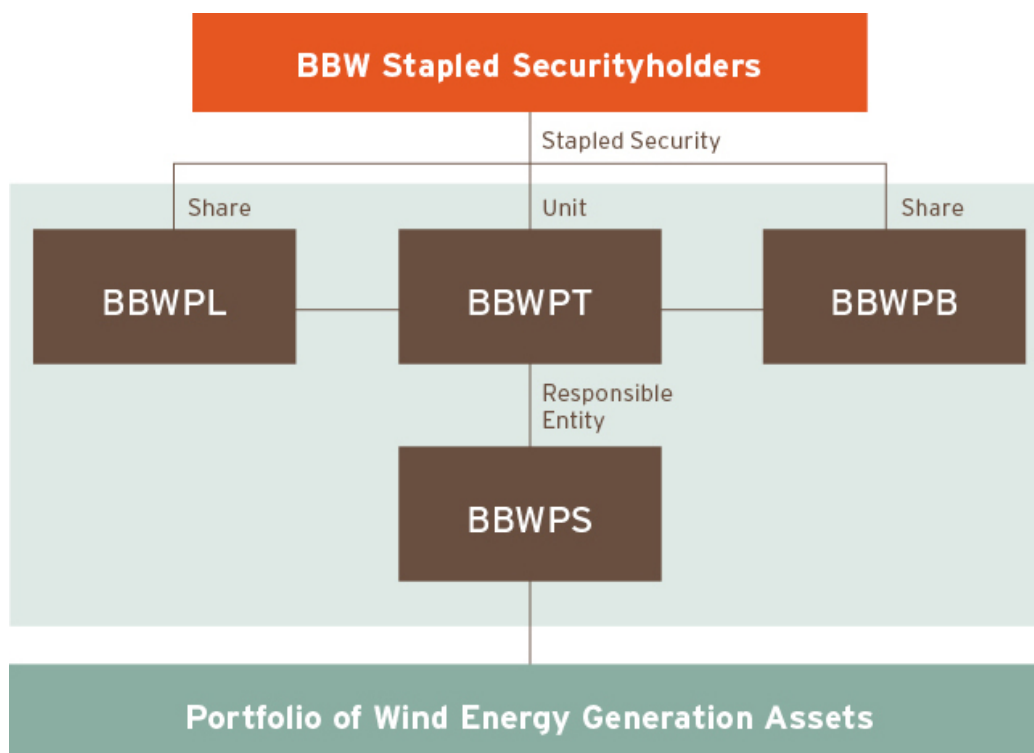 BBW Stapled Securityholders
Stapled Security
Share
Unit
Share
BBWPL
BBWPT
BBWPB
Responsible
Entity
BBWPS
Portfolio of Wind Energy Generation Assets